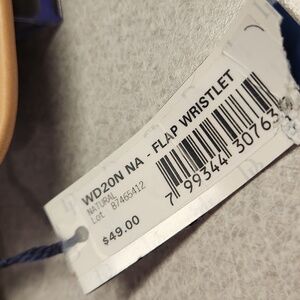 WD20N NA - FLAP WRISTLET
NATURAL
Lot 87465412
$49.00
7 99344 30763